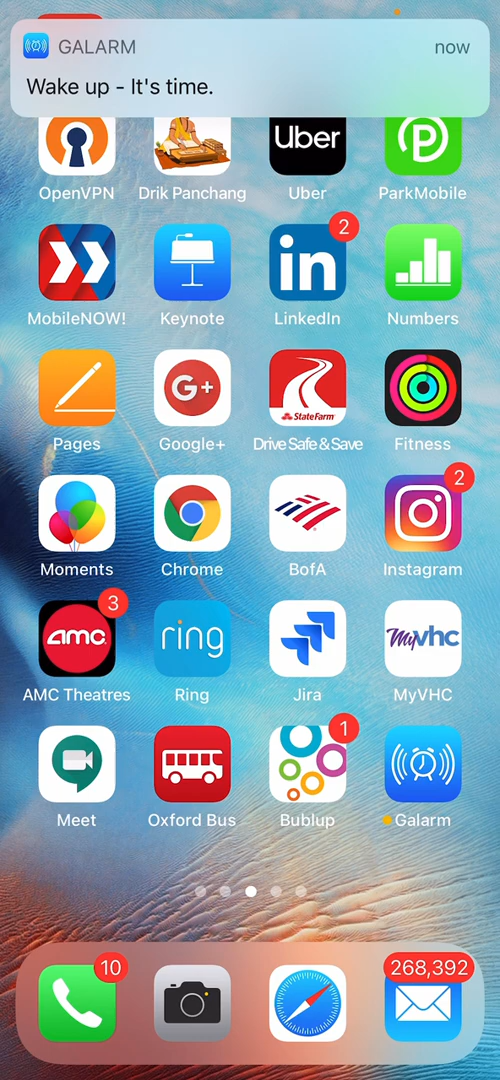 GALARM now
Wake up - It's time.
Uber
P
OpenVPN Drik Panchang Uber ParkMobile
2
in
MobileNOW! Keynote LinkedIn Numbers
G+
StateFarm
Pages Google+ Drive Safe & Save Fitness
2
Moments Chrome BofA Instagram
3
amc ring Myvhc
AMC Theatres Ring Jira MyVHC
1
Meet Oxford Bus Bublup Galarm
10 268,392